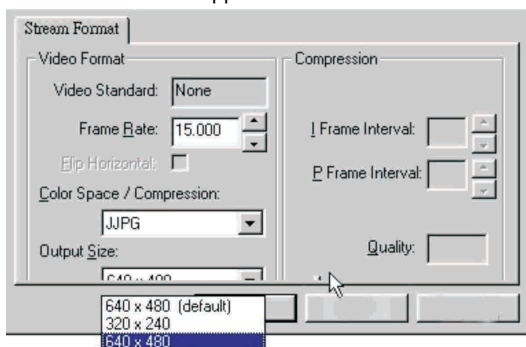 Stream Format
Video Format
Video Standard: None
Frame Rate: 15.000
Flip Horizontal:
Color Space / Compression:
JJPG
Output Size:
640 x 480 (default)
320 x 240
640 x 480
Compression
I Frame Interval:
P Frame Interval:
Quality: